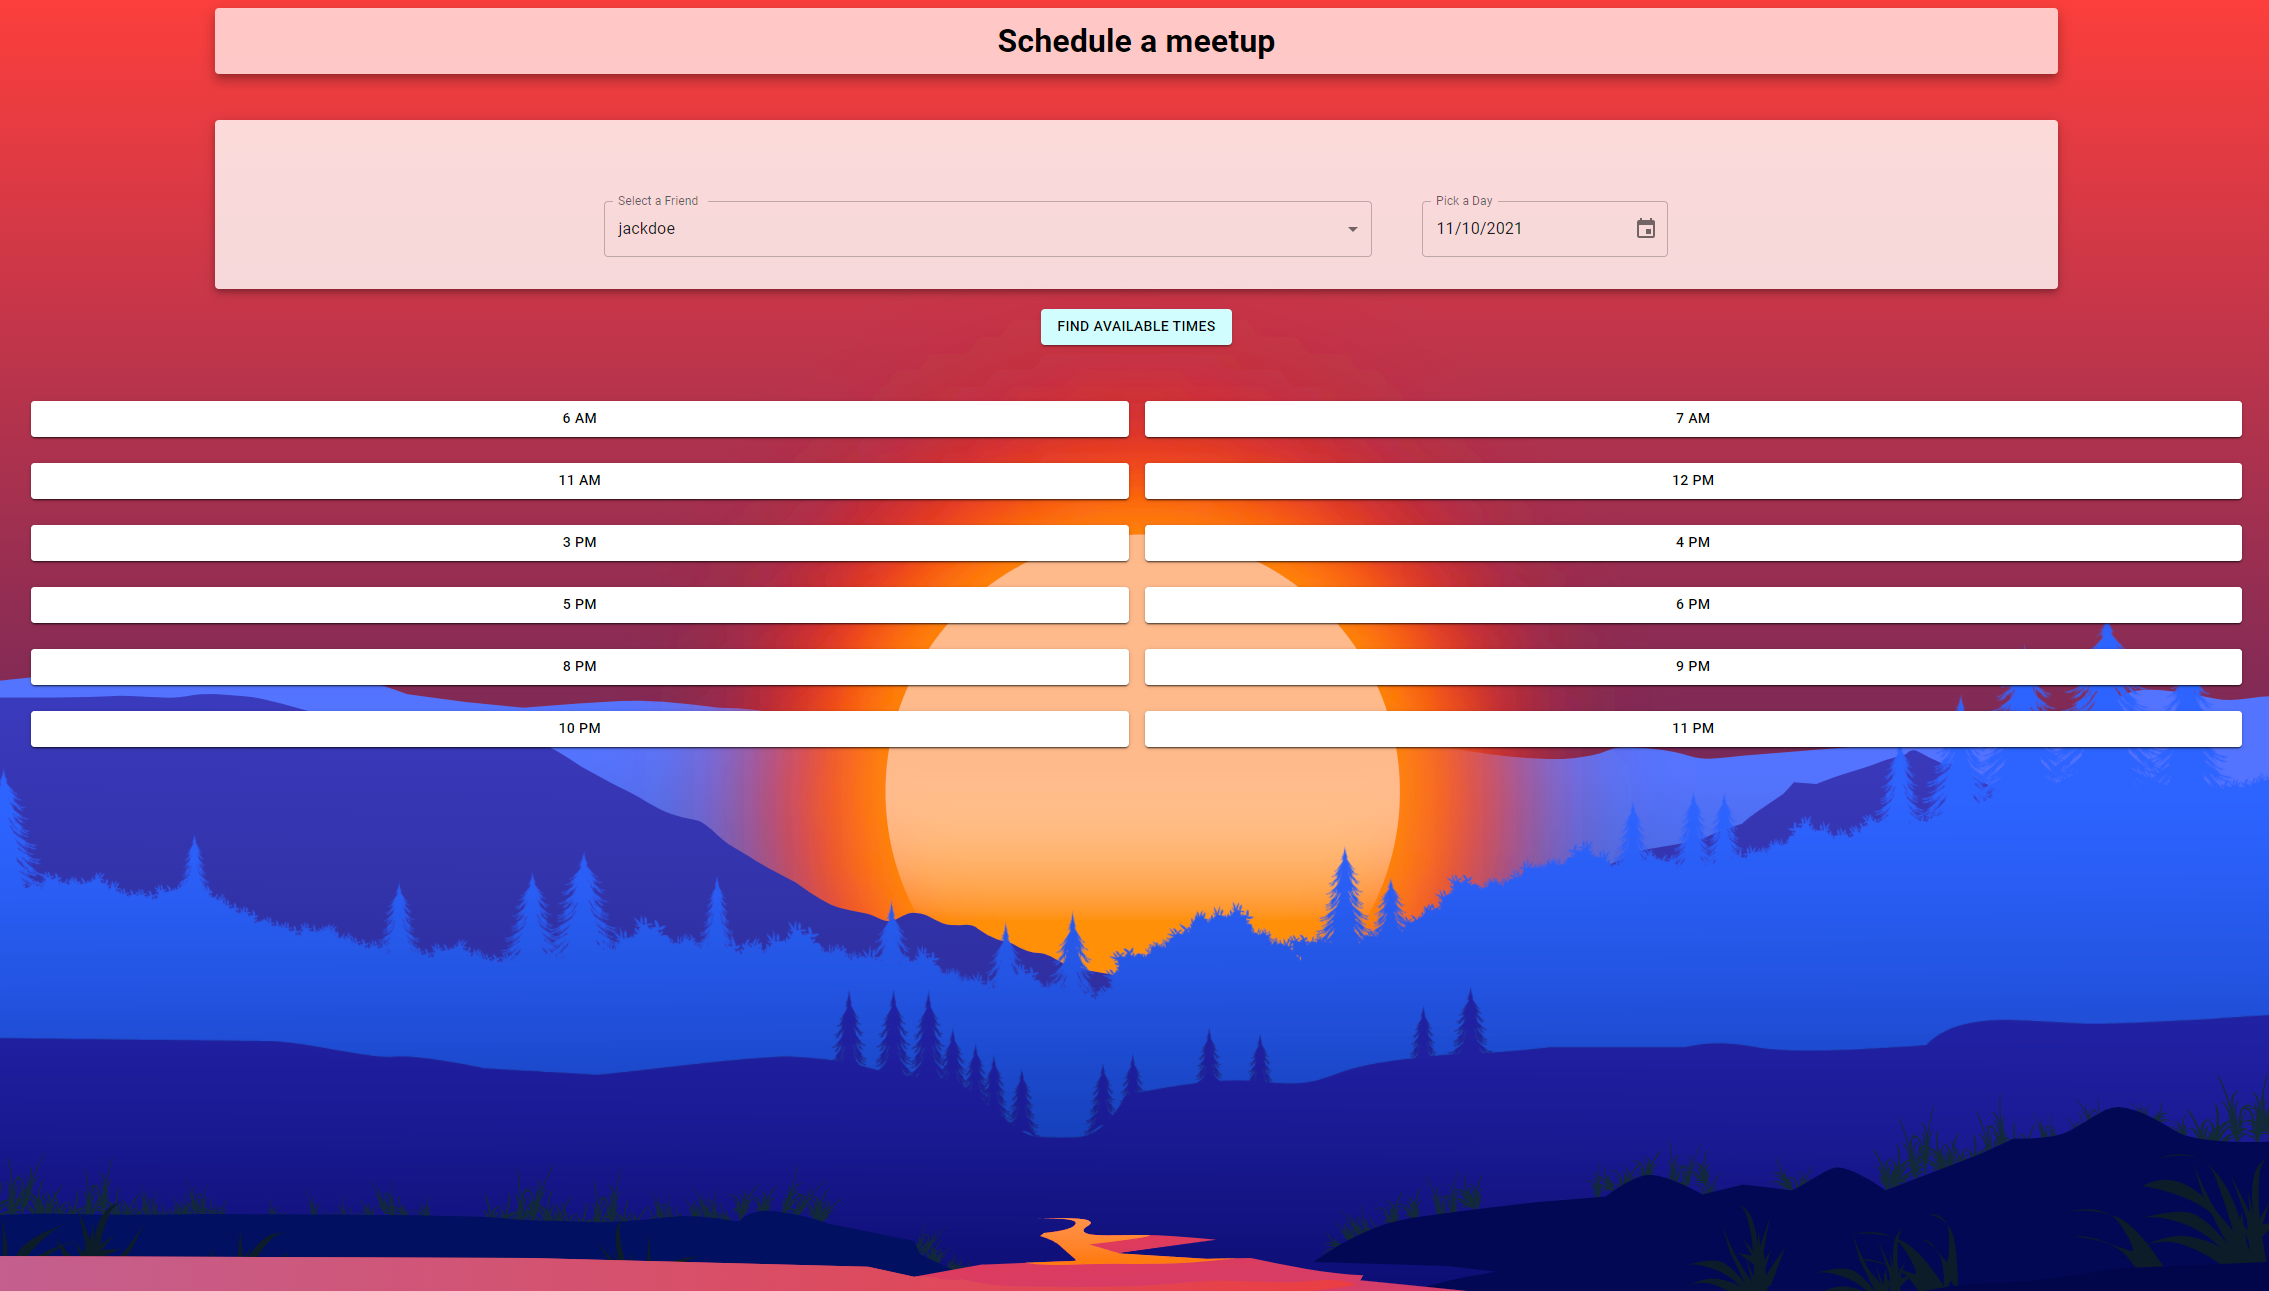 Schedule a meetup
Select a Friend
jackdoe
Pick a Day
11/10/2021
FIND AVAILABLE TIMES
6 AM
7 AM
11 AM
12 PM
3 PM
4 PM
5 PM
6 PM
8 PM
9 PM
10 PM
11 PM